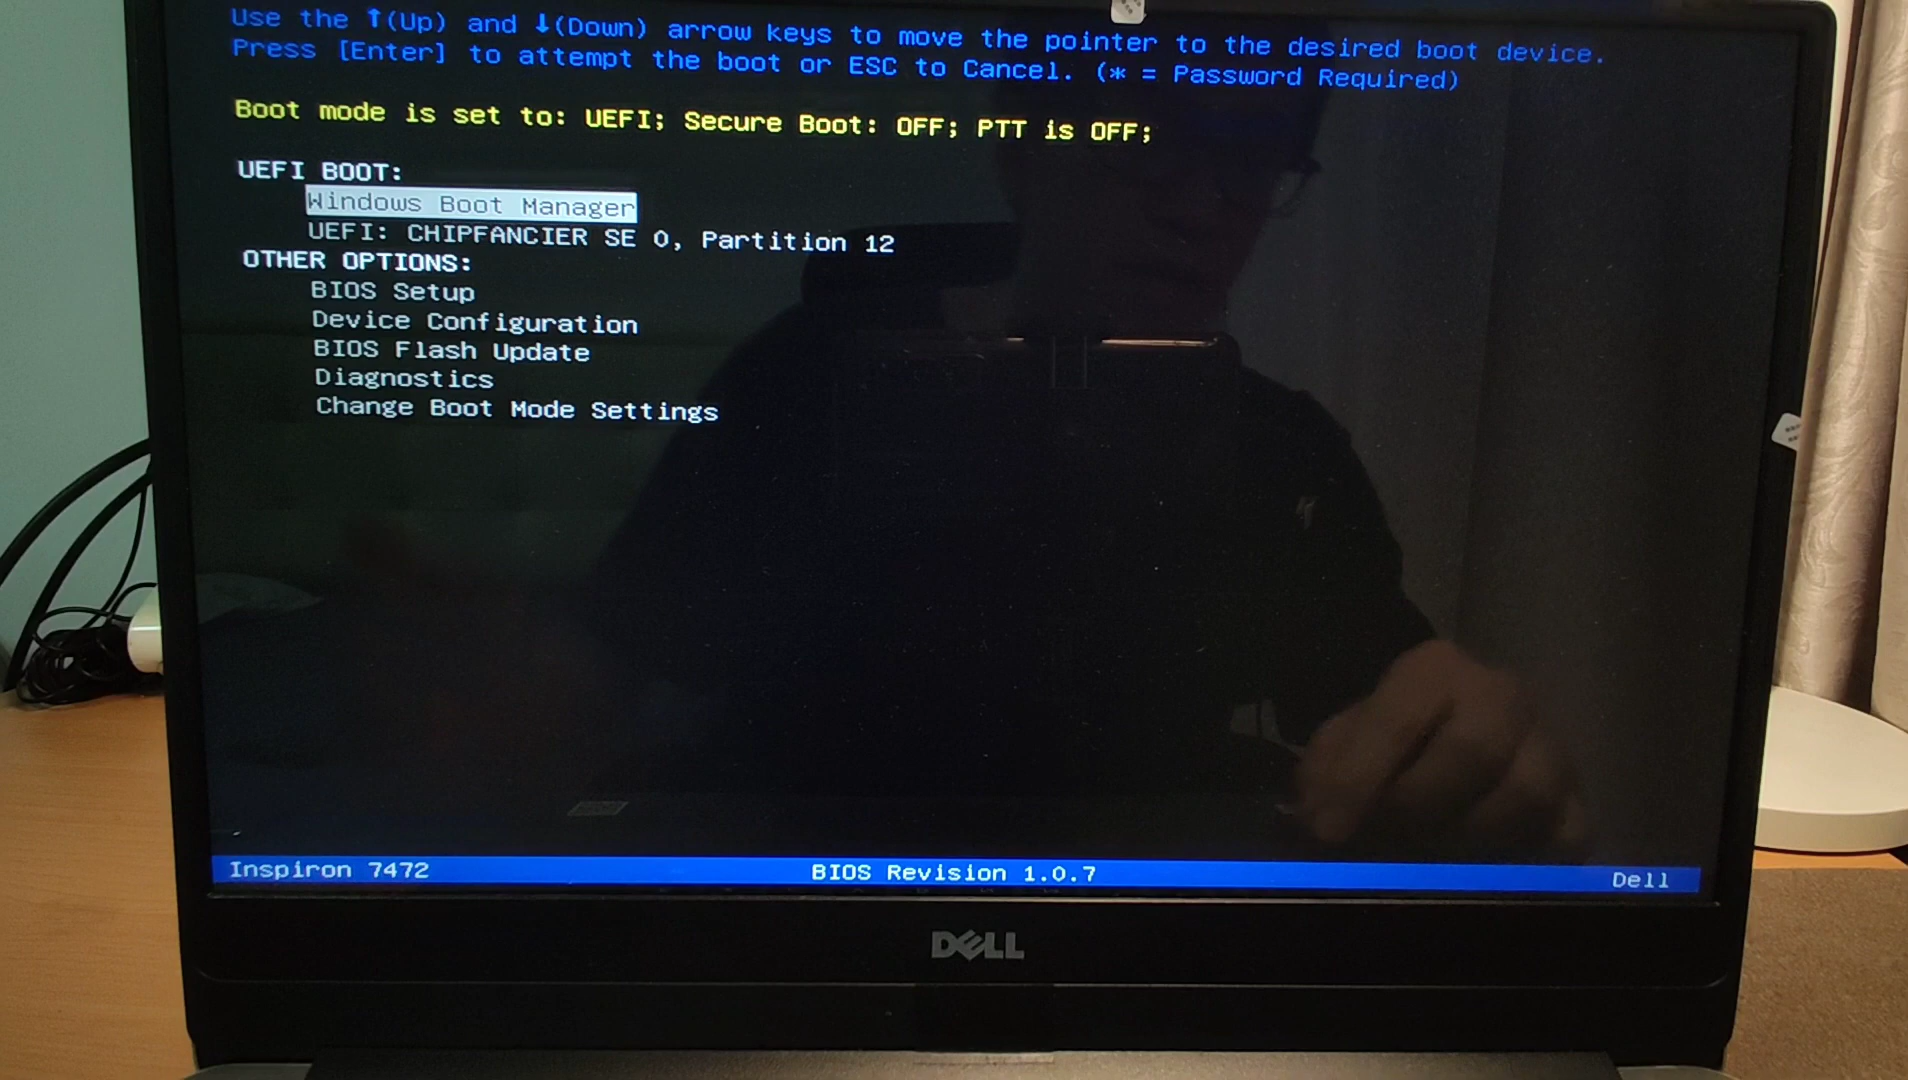 Use the ↑(Up) and ↓(Down) arrow keys to move the pointer to the desired boot device.
Press [Enter] to attempt the boot or ESC to Cancel. (* = Password Required)
Boot mode is set to: UEFI; Secure Boot: OFF; PTT is OFF;
UEFI BOOT:
Windows Boot Manager
UEFI: CHIPFANCIER SE 0, Partition 12
OTHER OPTIONS:
BIOS Setup
Device Configuration
BIOS Flash Update
Diagnostics
Change Boot Mode Settings
Inspiron 7472 BIOS Revision 1.0.7 Dell
DELL